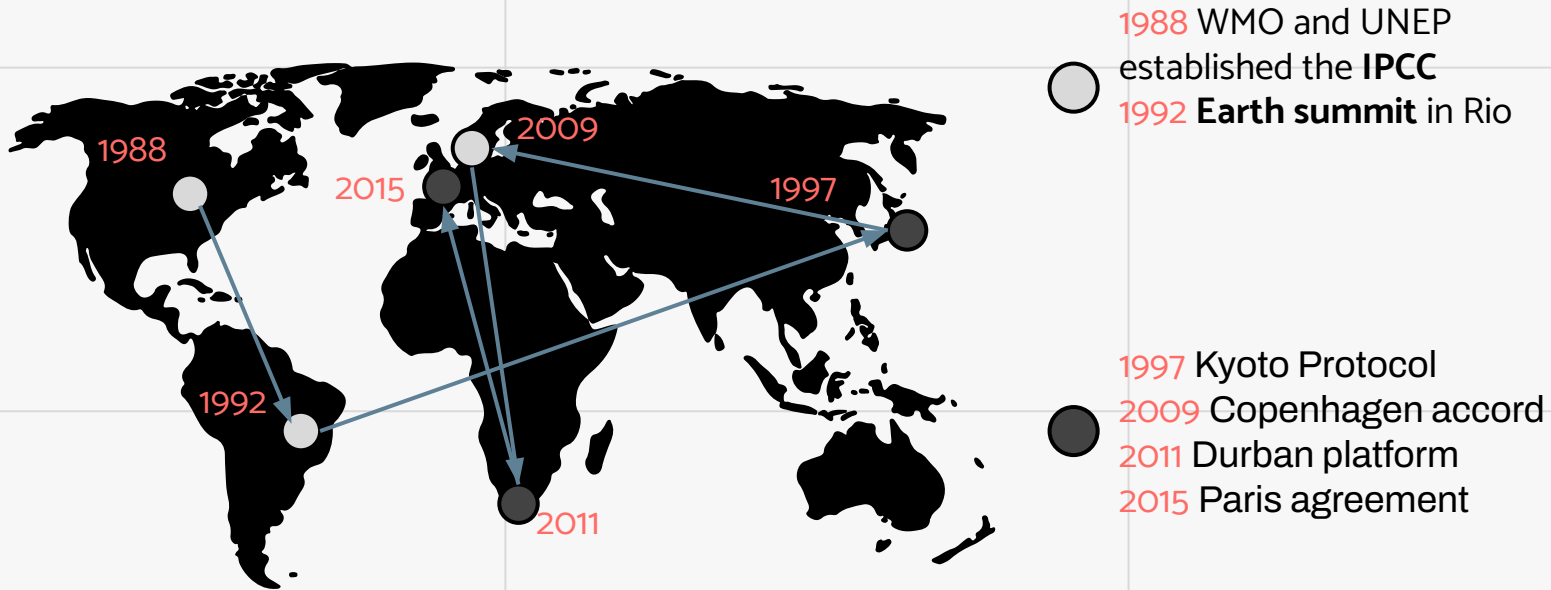 1988 WMO and UNEP
established the IPCC
1992 Earth summit in Rio
2009
1988
2015
1997
1992
2011
1997 Kyoto Protocol
2009 Copenhagen accord
2011 Durban platform
2015 Paris agreement